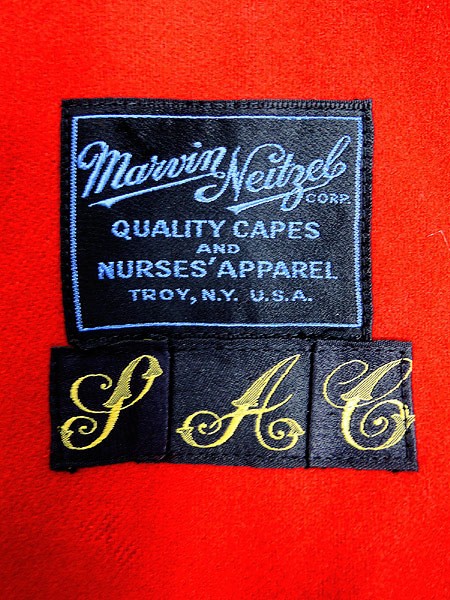 Marvin Neitzel
CORP.
QUALITY CAPES
AND
NURSES' APPAREL
TROY, N.Y. U.S.A.
S A C